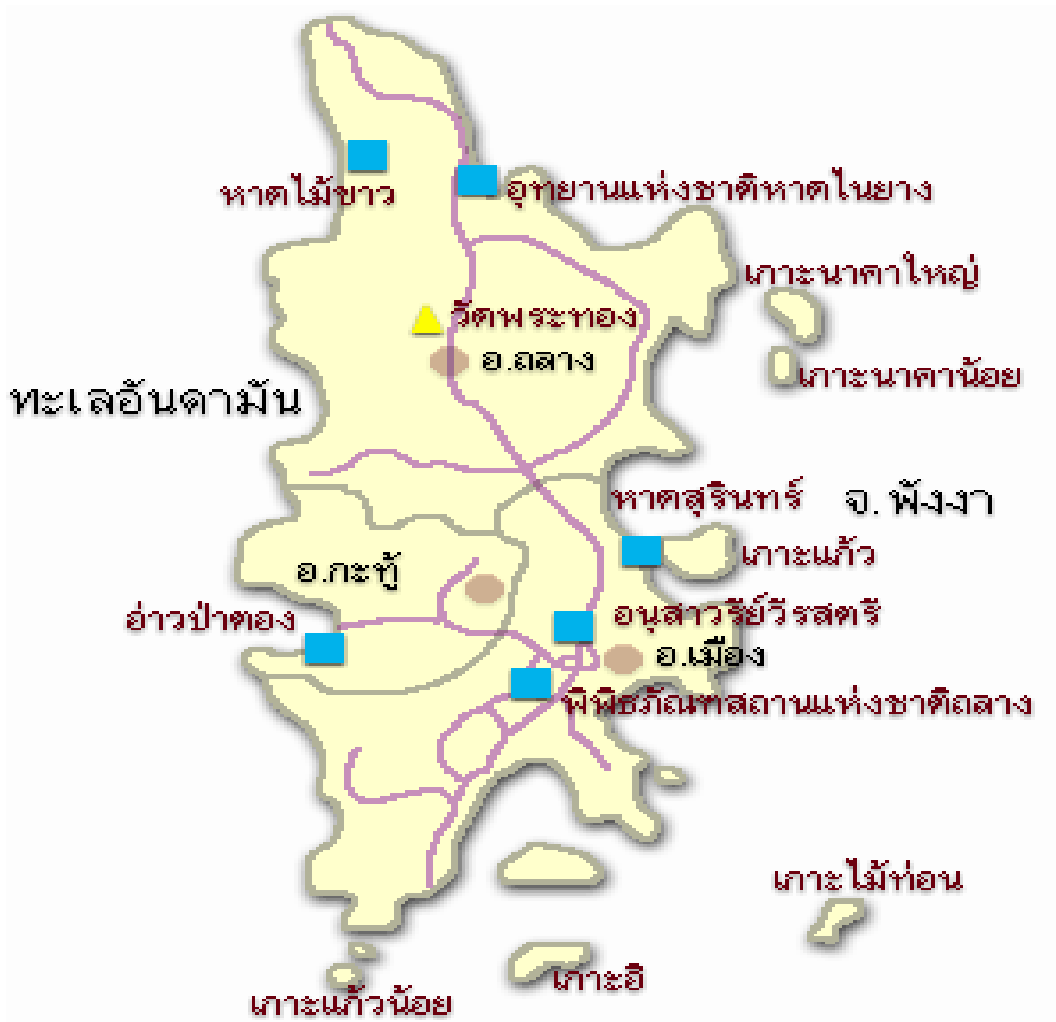 หาดไม้ขาว
อุทยานแห่งชาติหาดในยาง
เกาะนาคาใหญ่
วัดพระทอง
อ.ถลาง
เกาะนาคาน้อย
ทะเลอันดามัน
หาดสุรินทร์
จ.พังงา
เกาะแก้ว
อ.กะทู้
อ่าวป่าตอง
อนุสาวรีย์วีรสตรี
อ.เมือง
พิพิธภัณฑสถานแห่งชาติถลาง
เกาะไม้ท่อน
เกาะฮี
เกาะแก้วน้อย